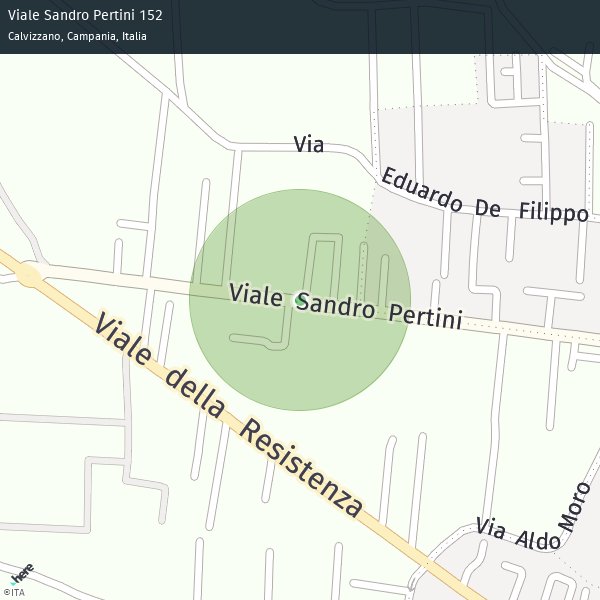 Viale Sandro Pertini 152
Calvizzano, Campania, Italia
Via Eduardo De Filippo
Viale Sandro Pertini
Viale della Resistenza
Via Aldo Moro
here
©ITA